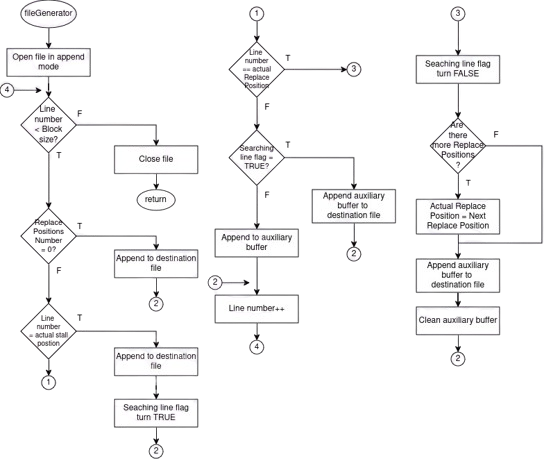 fileGenerator
Open file in append
mode
4
Line
number
< Block
size?
F
T
Close file
return
Replace
Positions
Number
= 0?
T
F
Append to destination
file
2
Line
number
= actual stall
postion
T
1
Append to destination
file
Seaching line flag
turn TRUE
2
1
Line
number
== actual
Replace
Position
T
3
F
Searching
line flag =
TRUE?
T
F
Append auxiliary
buffer to
destination file
2
Append to auxiliary
buffer
2
Line number++
4
3
Seaching line flag
turn FALSE
Are
there
more Replace
Positions
?
F
T
Actual Replace
Position = Next
Replace Position
Append auxiliary
buffer to
destination file
Clean auxiliary buffer
2